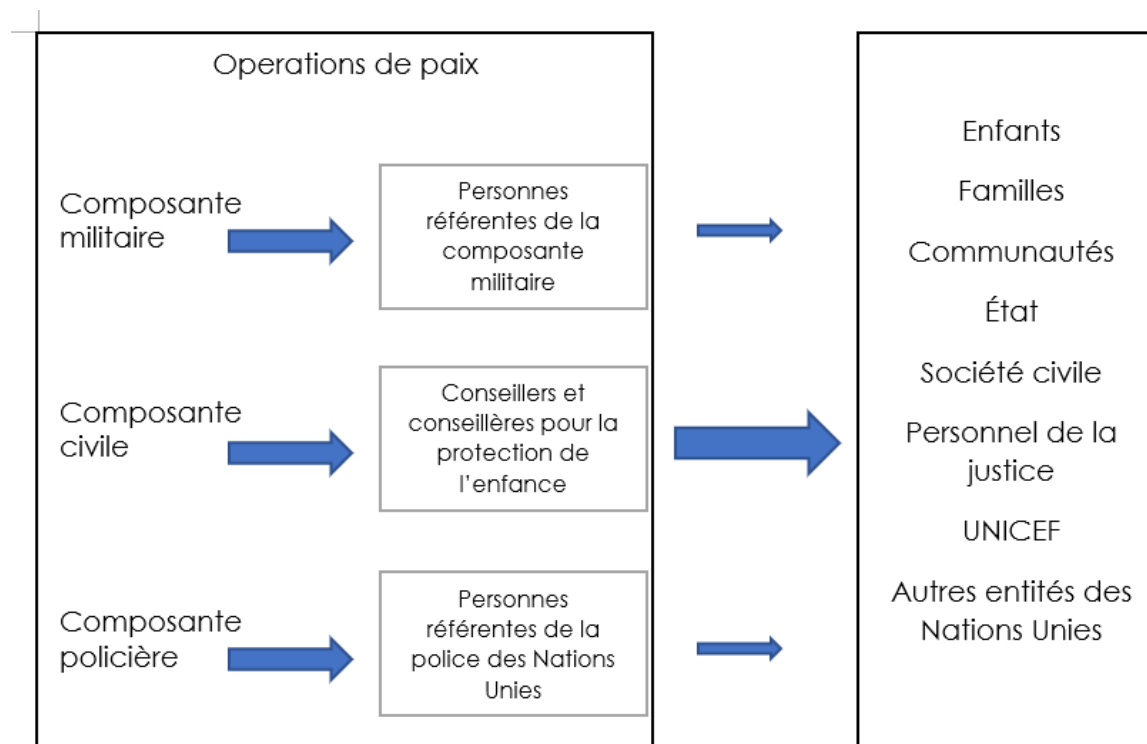 Operations de paix
Composante
militaire
Personnes
référentes de la
composante
militaire
Composante
civile
Conseillers et
conseillères pour la
protection de
l'enfance
Composante
policière
Personnes
référentes de la
police des Nations
Unies
Enfants
Familles
Communautés
État
Société civile
Personnel de la
justice
UNICEF
Autres entités des
Nations Unies